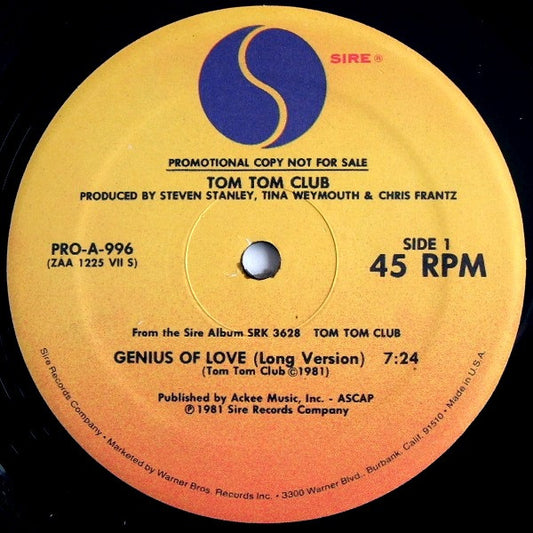 SIRE ®
PROMOTIONAL COPY NOT FOR SALE
TOM TOM CLUB
PRODUCED BY STEVEN STANLEY, TINA WEYMOUTH & CHRIS FRANTZ
PRO-A-996
(ZAA 1225 VII S)
SIDE 1
45 RPM
From the Sire Album SRK 3628 TOM TOM CLUB
GENIUS OF LOVE (Long Version) 7:24
(Tom Tom Club ©1981)
Published by Ackee Music, Inc. - ASCAP
℗ 1981 Sire Records Company
Sire Records Company • Marketed by Warner Bros. Records Inc. • 3300 Warner Blvd., Burbank, Calif. 91510 • Made in U.S.A.